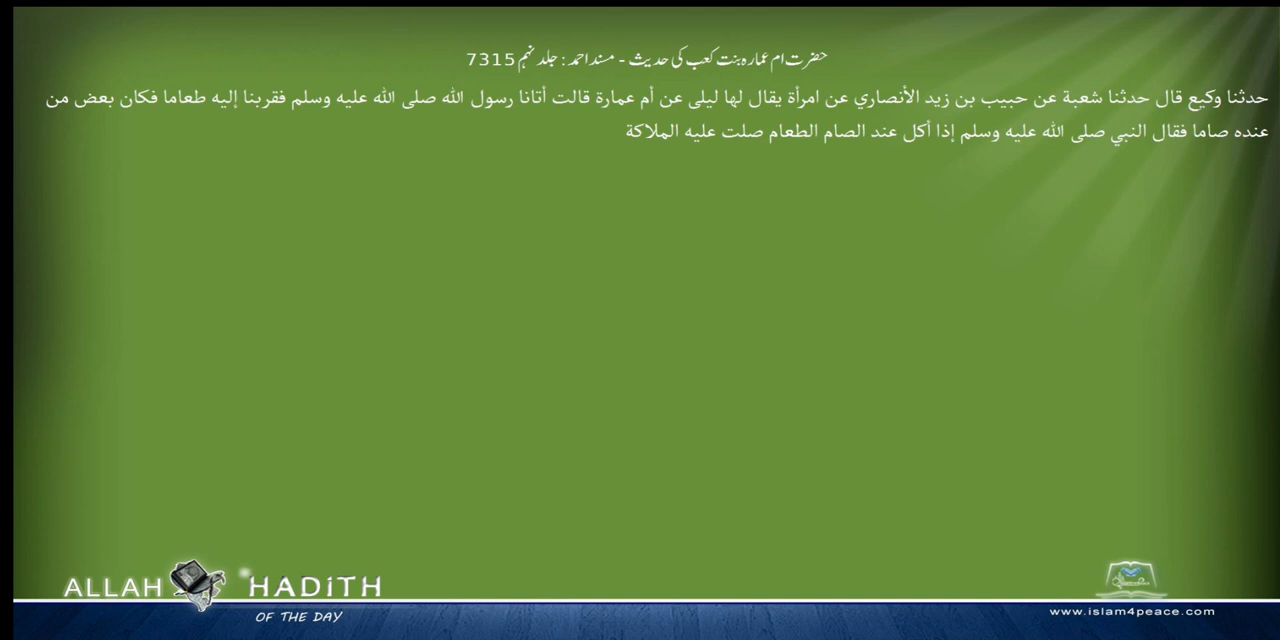 حضرت ام عمارہ بنت کعب کی حدیث - مسند احمد : جلد نہم 7315
حدثنا وكيع قال حدثنا شعبة عن حبيب بن زيد الأنصاري عن امرأة يقال لها ليلى عن أم عمارة قالت أتانا رسول الله صلى الله عليه وسلم فقربنا إليه طعاما فكان بعض من
عنده صاما فقال النبي صلى الله عليه وسلم إذا أكل عند الصام الطعام صلت عليه الملاكة
ALLAH HADITH
OF THE DAY
www.islam4peace.com